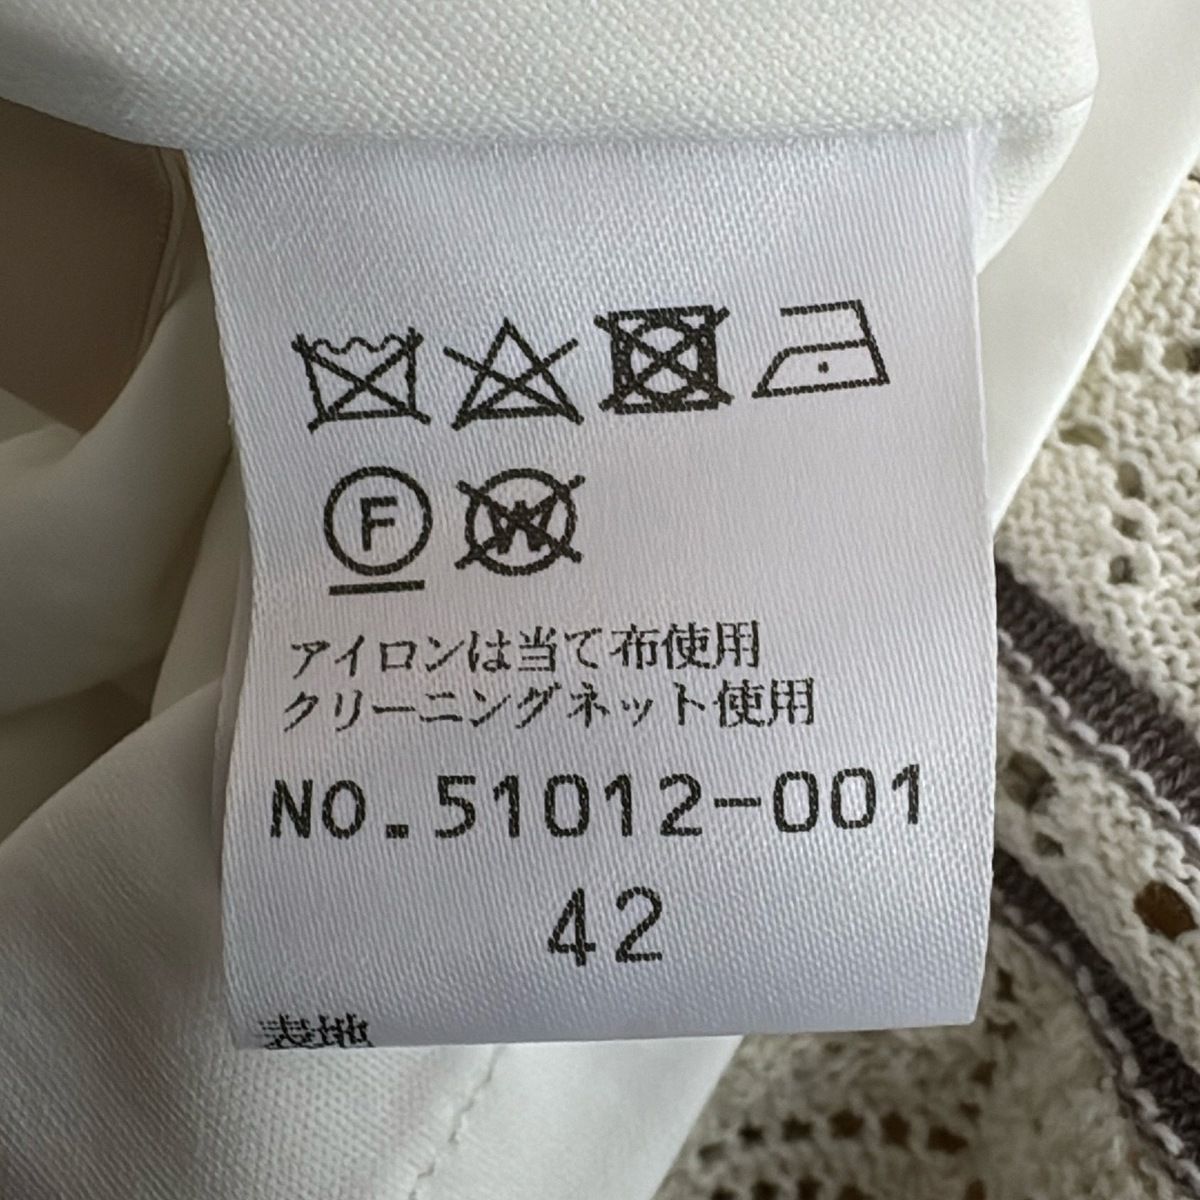 F W
アイロンは当て布使用
クリーニングネット使用
NO.51012-001
42
表地